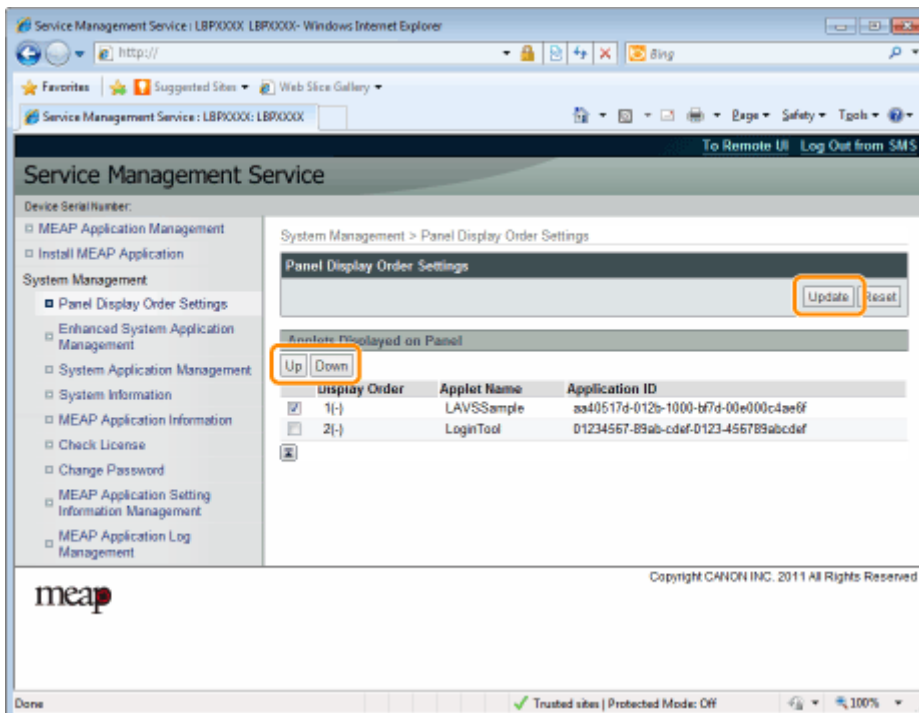 Service Management Service : LBPXXXX LBPXXXX- Windows Internet Explorer
http://
Bing
Favorites Suggested Sites Web Slice Gallery
Service Management Service : LBPXXXX: LBPXXXX
Page Safety Tools
To Remote UI Log Out from SMS
Service Management Service
Device Serial Number:
MEAP Application Management
Install MEAP Application
System Management
Panel Display Order Settings
Enhanced System Application
Management
System Application Management
System Information
MEAP Application Information
Check License
Change Password
MEAP Application Setting
Information Management
MEAP Application Log
Management
System Management > Panel Display Order Settings
Panel Display Order Settings
Update Reset
Applets Displayed on Panel
Up Down
Display Order Applet Name Application ID
1(-) LAVSSample aa40517d-012b-1000-bf7d-00e000c4ae6f
2(-) LoginTool 01234567-89ab-cdef-0123-456789abcdef
Copyright CANON INC. 2011 All Rights Reserved
meap
Done Trusted sites | Protected Mode: Off 100%